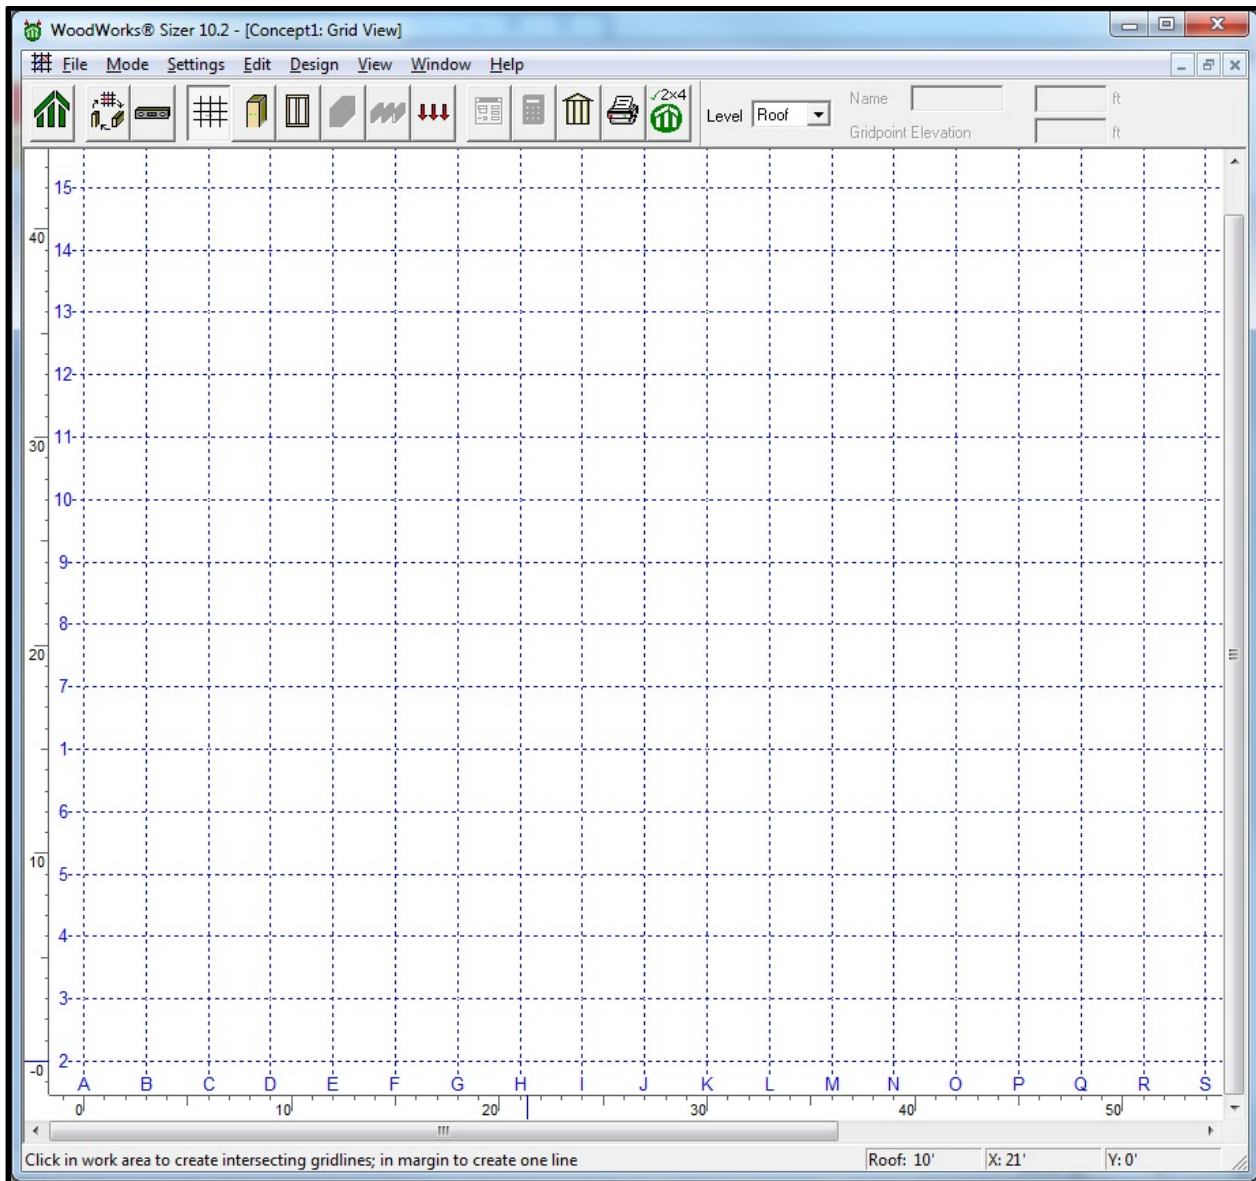 WoodWorks® Sizer 10.2 - [Concept1: Grid View]
File Mode Settings Edit Design View Window Help
✓2x4
Level Roof
Name ft
Gridpoint Elevation ft
15
40
14
13
12
11
30
10
9
8
20
7
1
6
10
5
4
3
2
-0
A B C D E F G H I J K L M N O P Q R S
0 10 20 30 40 50
Click in work area to create intersecting gridlines; in margin to create one line Roof: 10' X: 21' Y: 0'